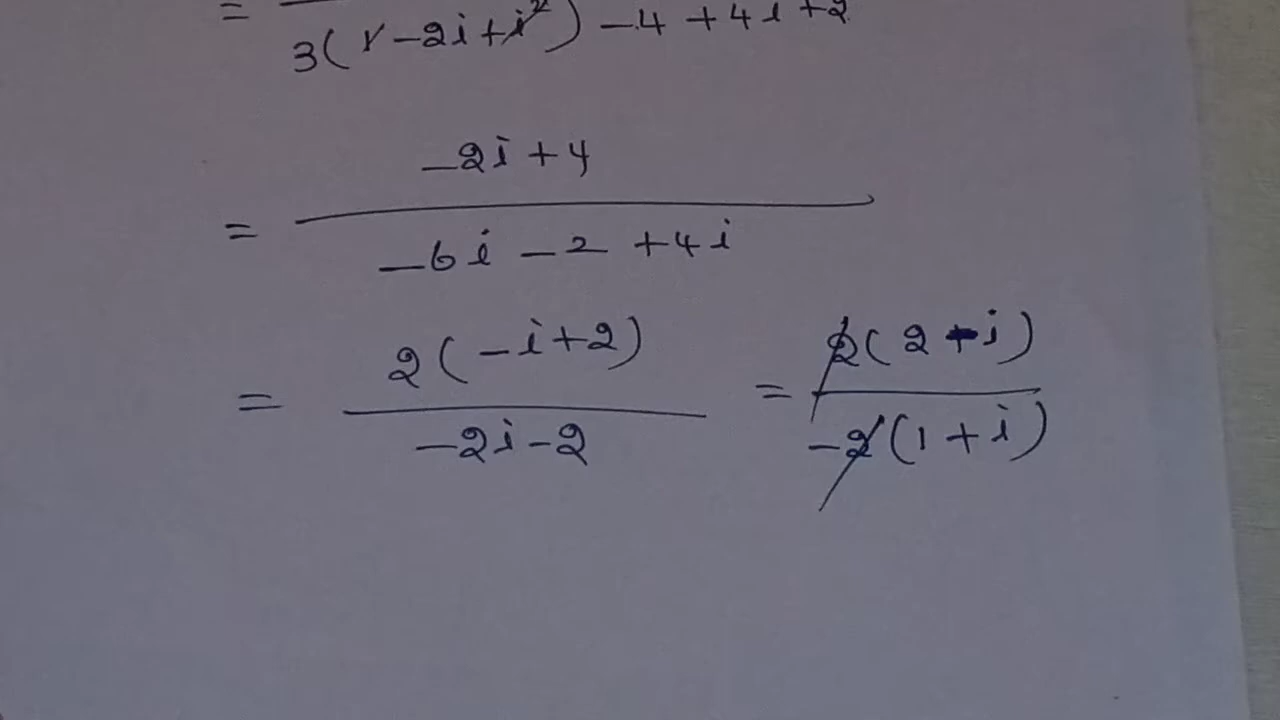 = 3(1-2i+i²) -4 +4i +2
-2i+4
= -6i -2 +4i
2(-i+2) = 2(2-i)
= -2i-2 -2(1+i)